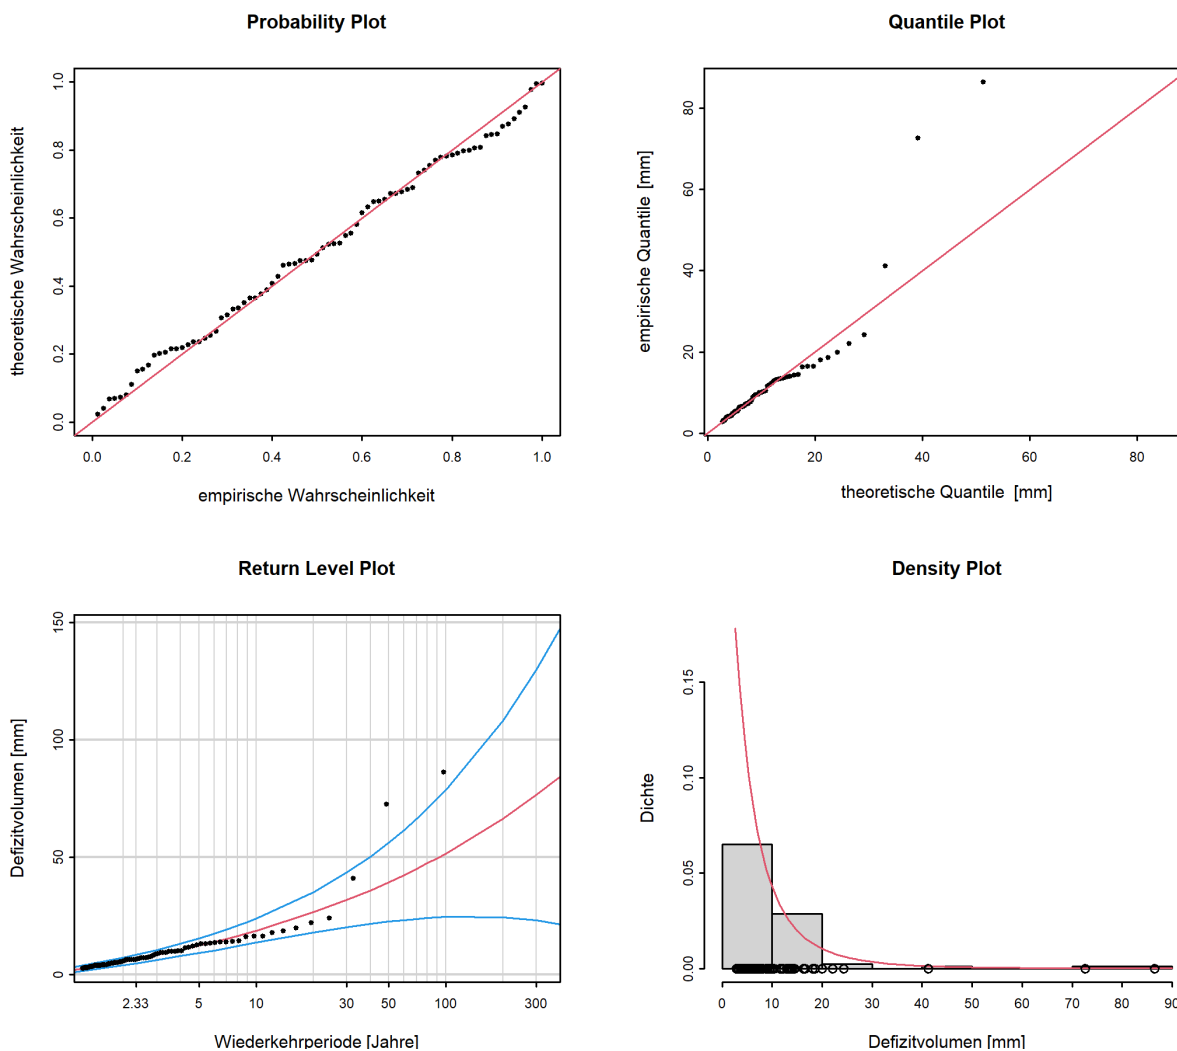 Probability Plot
theoretische Wahrscheinlichkeit
0.0 0.2 0.4 0.6 0.8 1.0
0.0 0.2 0.4 0.6 0.8 1.0
empirische Wahrscheinlichkeit
Quantile Plot
empirische Quantile [mm]
0 20 40 60 80
0 20 40 60 80
theoretische Quantile [mm]
Return Level Plot
Defizitvolumen [mm]
0 50 100 150
2.33 5 10 30 50 100 300
Wiederkehrperiode [Jahre]
Density Plot
Dichte
0.00 0.05 0.10 0.15
0 10 20 30 40 50 60 70 80 90
Defizitvolumen [mm]